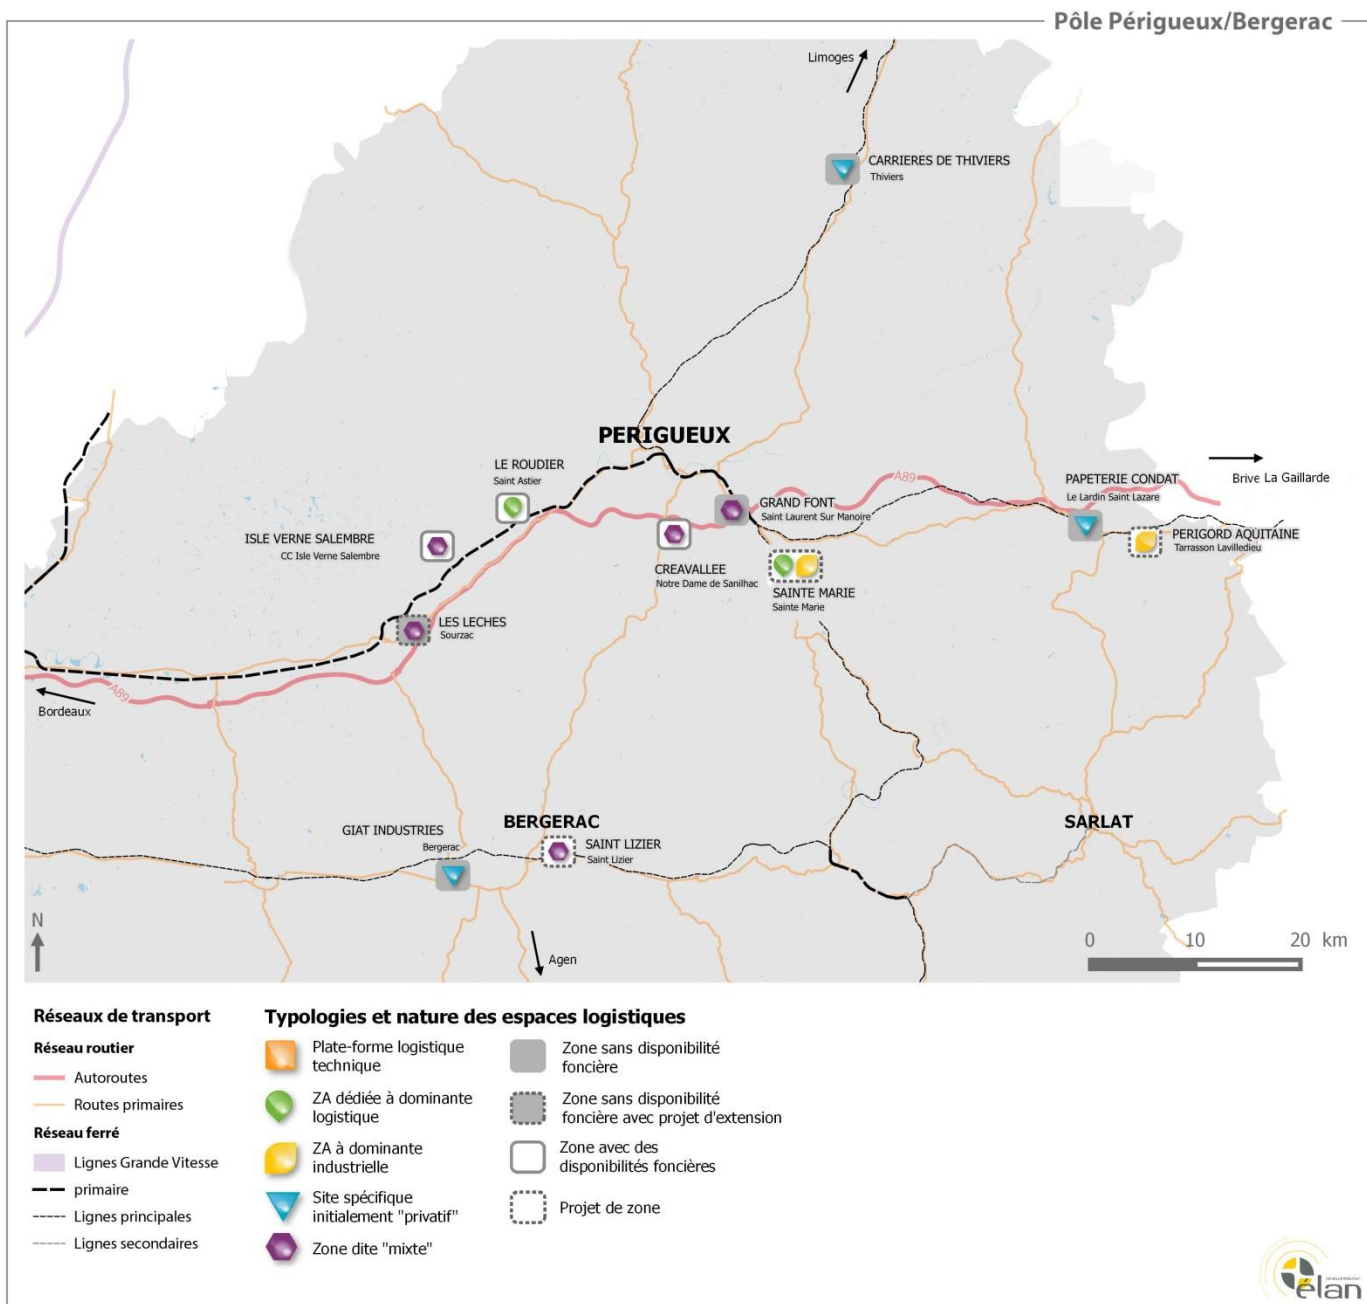 Pôle Périgueux/Bergerac
Limoges
CARRIERES DE THIVIERS
Thiviers
PERIGUEUX
LE ROUDIER
Saint Astier
A89
PAPETERIE CONDAT
Le Lardin Saint Lazare
Brive La Gaillarde
GRAND FONT
Saint Laurent Sur Manoire
ISLE VERNE SALEMBRE
CC Isle Verne Salembre
PERIGORD AQUITAINE
Tarrasson Lavilledieu
CREAVALLEE
Notre Dame de Sanilhac
SAINTE MARIE
Sainte Marie
LES LECHES
Sourzac
A89
Bordeaux
GIAT INDUSTRIES
Bergerac
BERGERAC
SAINT LIZIER
Saint Lizier
SARLAT
N
Agen
0 10 20 km
Réseaux de transport
Réseau routier
Autoroutes
Routes primaires
Réseau ferré
Lignes Grande Vitesse
primaire
Lignes principales
Lignes secondaires
Typologies et nature des espaces logistiques
Plate-forme logistique
technique
ZA dédiée à dominante
logistique
ZA à dominante
industrielle
Site spécifique
initialement "privatif"
Zone dite "mixte"
Zone sans disponibilité
foncière
Zone sans disponibilité
foncière avec projet d'extension
Zone avec des
disponibilités foncières
Projet de zone
DEVELOPPEMENT
élan